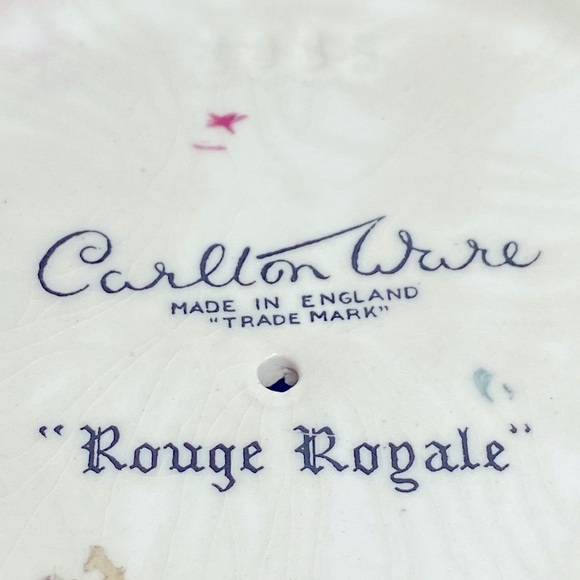 Carlton Ware
MADE IN ENGLAND
"TRADE MARK"
"Rouge Royale"